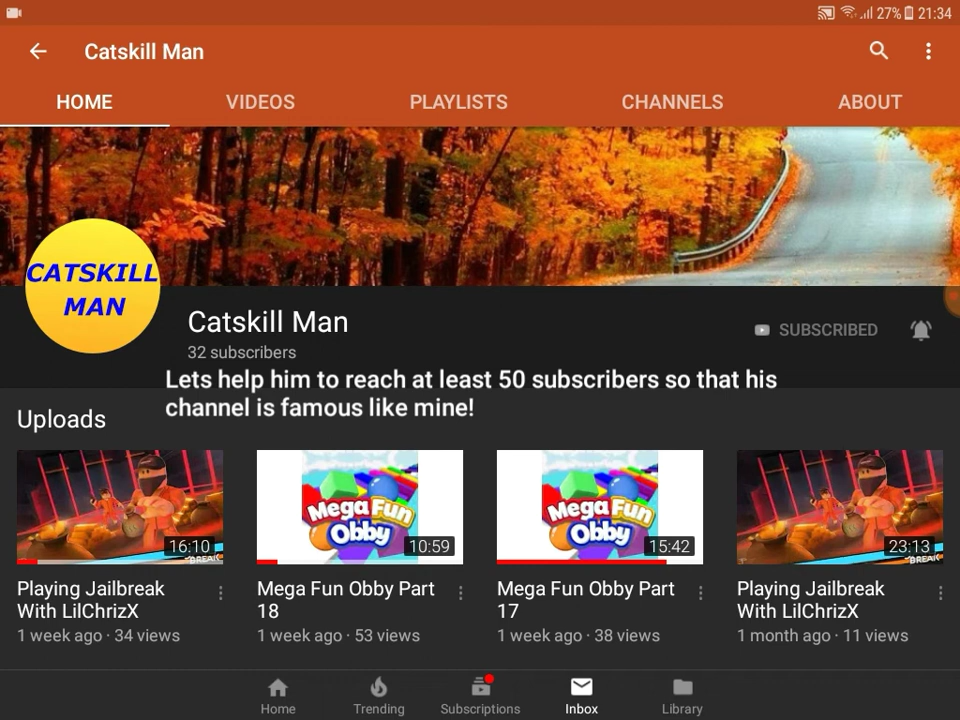 27% 21:34
Catskill Man
HOME VIDEOS PLAYLISTS CHANNELS ABOUT
CATSKILL
MAN
Catskill Man
SUBSCRIBED
32 subscribers
Lets help him to reach at least 50 subscribers so that his
channel is famous like mine!
Uploads
Mega Fun
Obby
Mega Fun
Obby
16:10
10:59
15:42
23:13
BREAK
BREAK
Playing Jailbreak
With LilChrizX
1 week ago · 34 views
Mega Fun Obby Part
18
1 week ago · 53 views
Mega Fun Obby Part
17
1 week ago · 38 views
Playing Jailbreak
With LilChrizX
1 month ago · 11 views
Home Trending Subscriptions Inbox Library